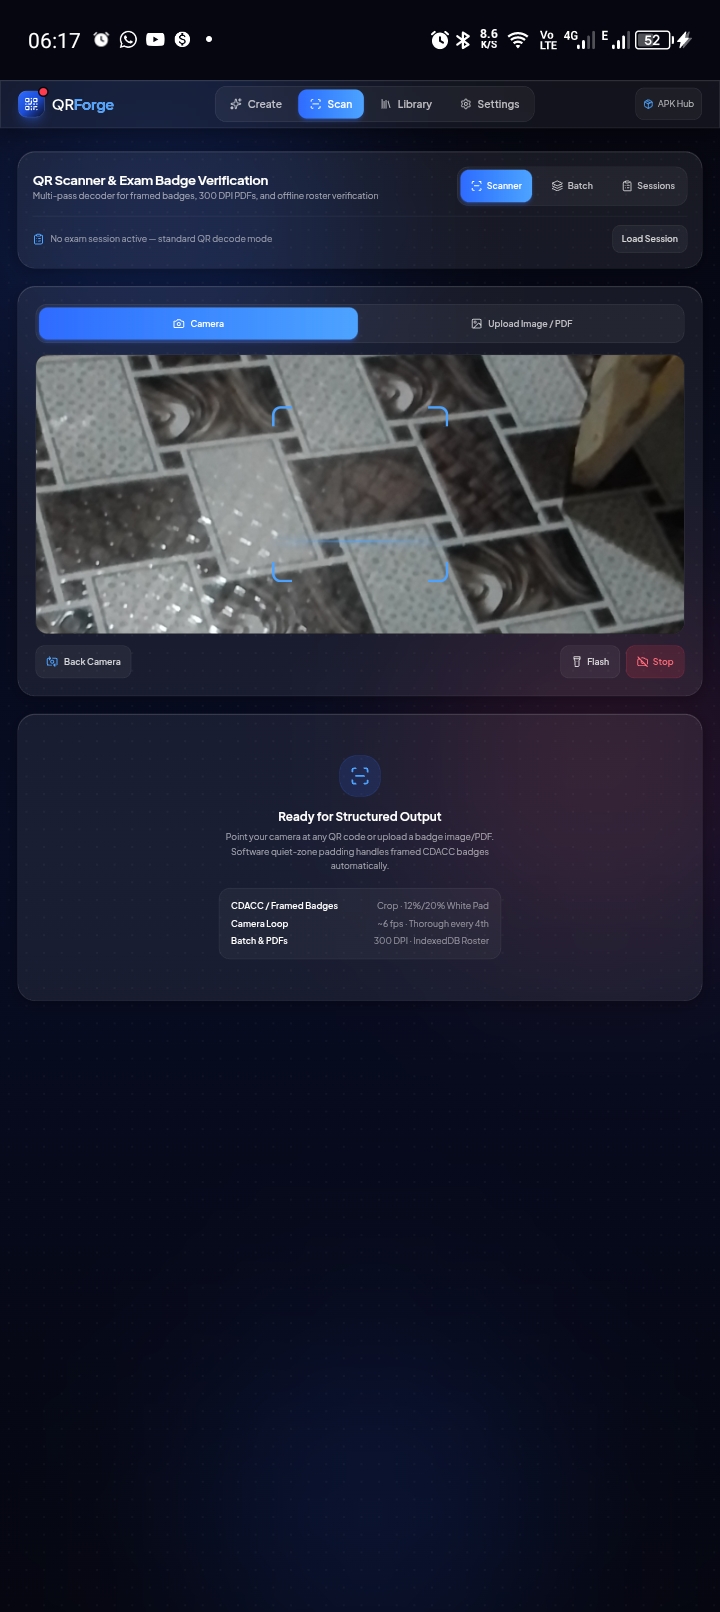 06:17
8.6 K/S
Vo LTE
4G
E
52
QRForge
Create
Scan
Library
Settings
APK Hub
QR Scanner & Exam Badge Verification
Multi-pass decoder for framed badges, 300 DPI PDFs, and offline roster verification
Scanner
Batch
Sessions
No exam session active — standard QR decode mode
Load Session
Camera
Upload Image / PDF
Back Camera
Flash
Stop
Ready for Structured Output
Point your camera at any QR code or upload a badge image/PDF.
Software quiet-zone padding handles framed CDACC badges
automatically.
CDACC / Framed Badges
Crop · 12%/20% White Pad
Camera Loop
~6 fps · Thorough every 4th
Batch & PDFs
300 DPI · IndexedDB Roster